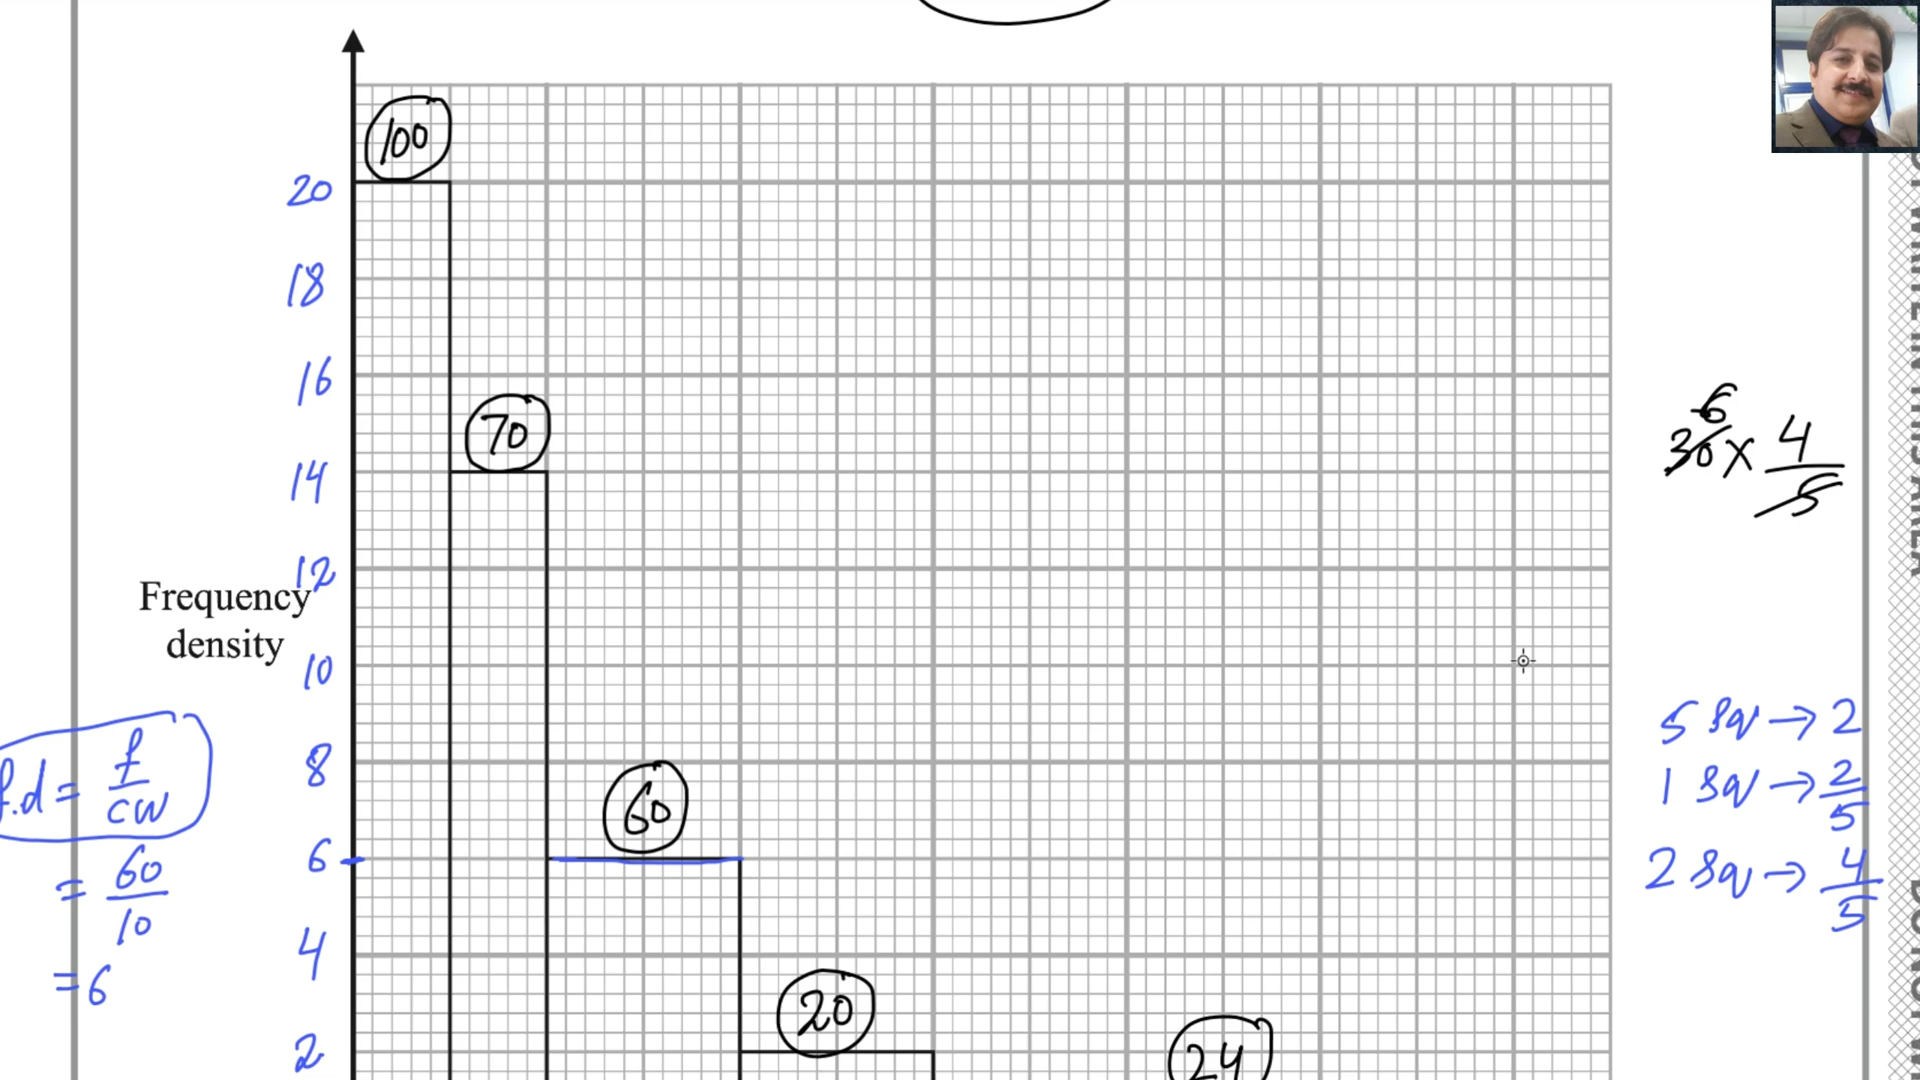 100
20
18
16
70
14
12
Frequency
density
10
8
60
6
4
20
2
24
f.d = f/cw
= 60/10
= 6
6
30 x 4/5
5 sq → 2
1 sq → 2/5
2 sq → 4/5